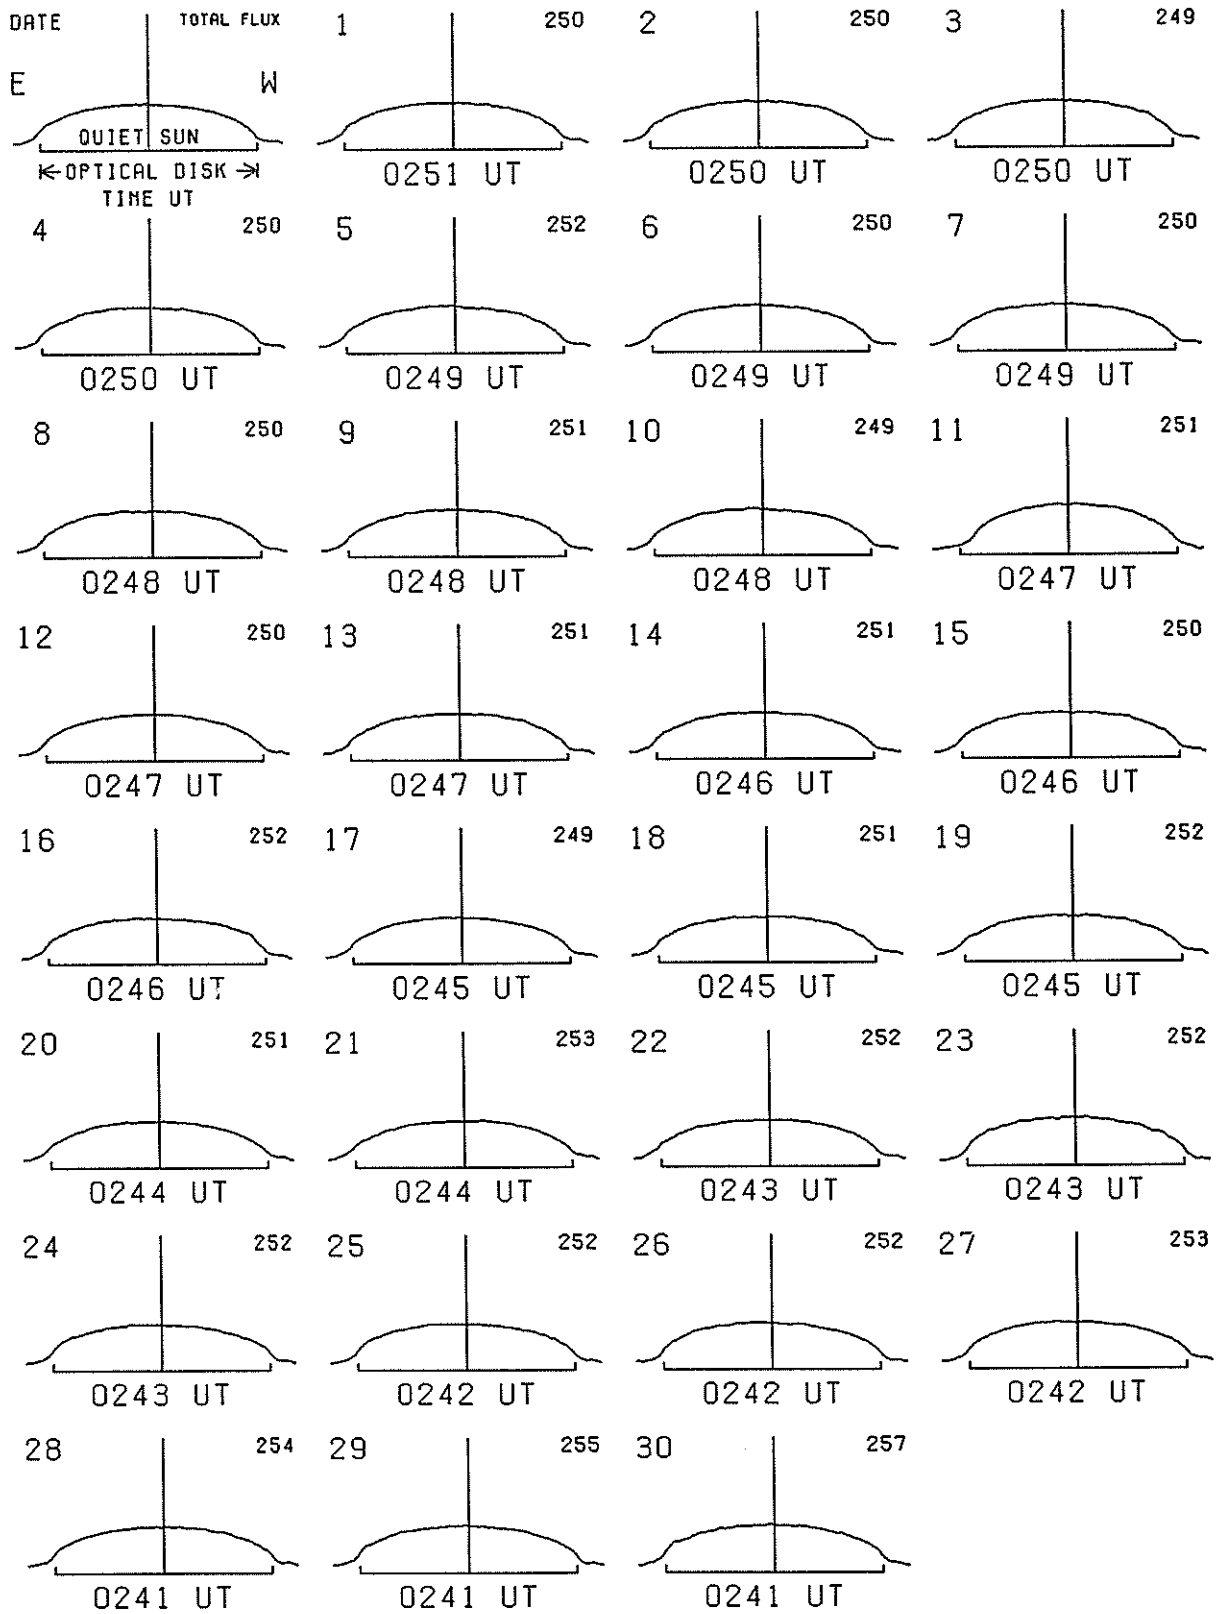 DATE TOTAL FLUX
E W
QUIET SUN
OPTICAL DISK
TIME UT
1 250
0251 UT
2 250
0250 UT
3 249
0250 UT
4 250
0250 UT
5 252
0249 UT
6 250
0249 UT
7 250
0249 UT
8 250
0248 UT
9 251
0248 UT
10 249
0248 UT
11 251
0247 UT
12 250
0247 UT
13 251
0247 UT
14 251
0246 UT
15 250
0246 UT
16 252
0246 UT
17 249
0245 UT
18 251
0245 UT
19 252
0245 UT
20 251
0244 UT
21 253
0244 UT
22 252
0243 UT
23 252
0243 UT
24 252
0243 UT
25 252
0242 UT
26 252
0242 UT
27 253
0242 UT
28 254
0241 UT
29 255
0241 UT
30 257
0241 UT